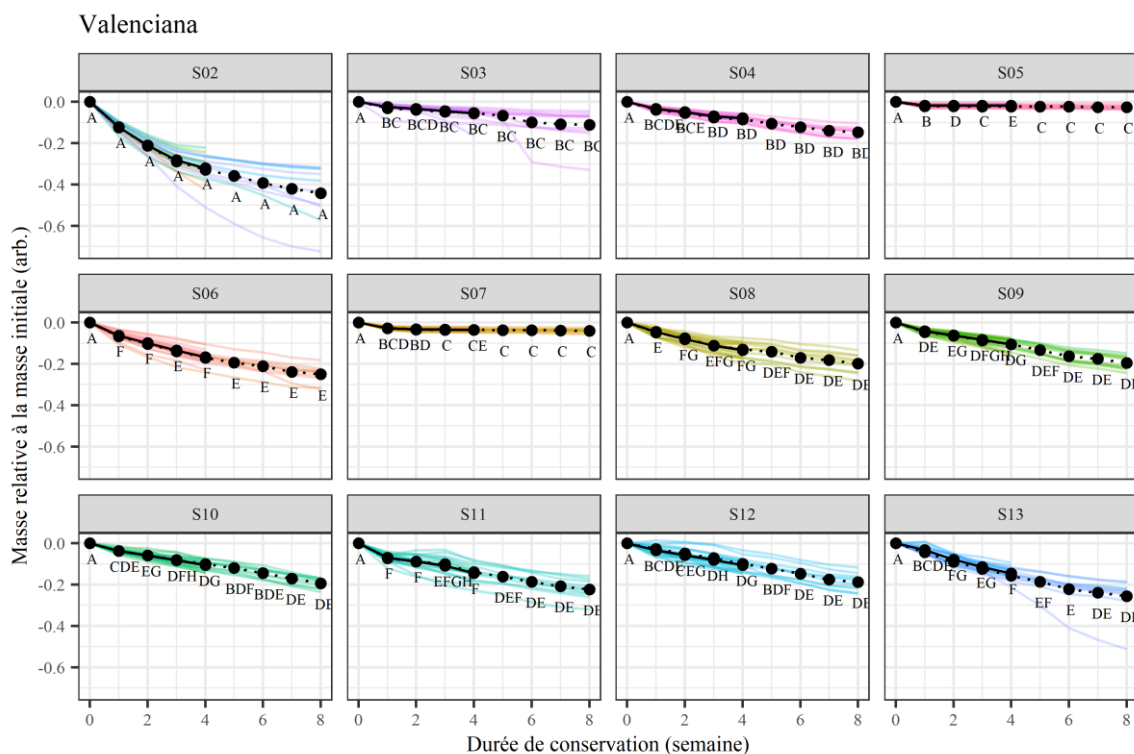 Valenciana
S02 S03 S04 S05
0.0
-0.2
-0.4
-0.6
A A A A A A A A A
A BC BCD BC BC BC BC BC BC
A BCDE BCE BD BD BD BD BD BD
A B D C E C C C C
S06 S07 S08 S09
0.0
-0.2
-0.4
-0.6
A F F E F E E E E
A BCD BD C CE C C C C
A E FG EFG FG DEF DE DE DE
A DE EG DFGH DG DEF DE DE
S10 S11 S12 S13
0.0
-0.2
-0.4
-0.6
A CDE EG DFH DG BDF BDE DE DE
A F F EFGH F DEF DE DE DE
A BCDE CEG DH DG BDF DE DE DE
A FG EG F EF E DE
0 2 4 6 8 0 2 4 6 8 0 2 4 6 8 0 2 4 6 8
Masse relative à la masse initiale (arb.)
Durée de conservation (semaine)